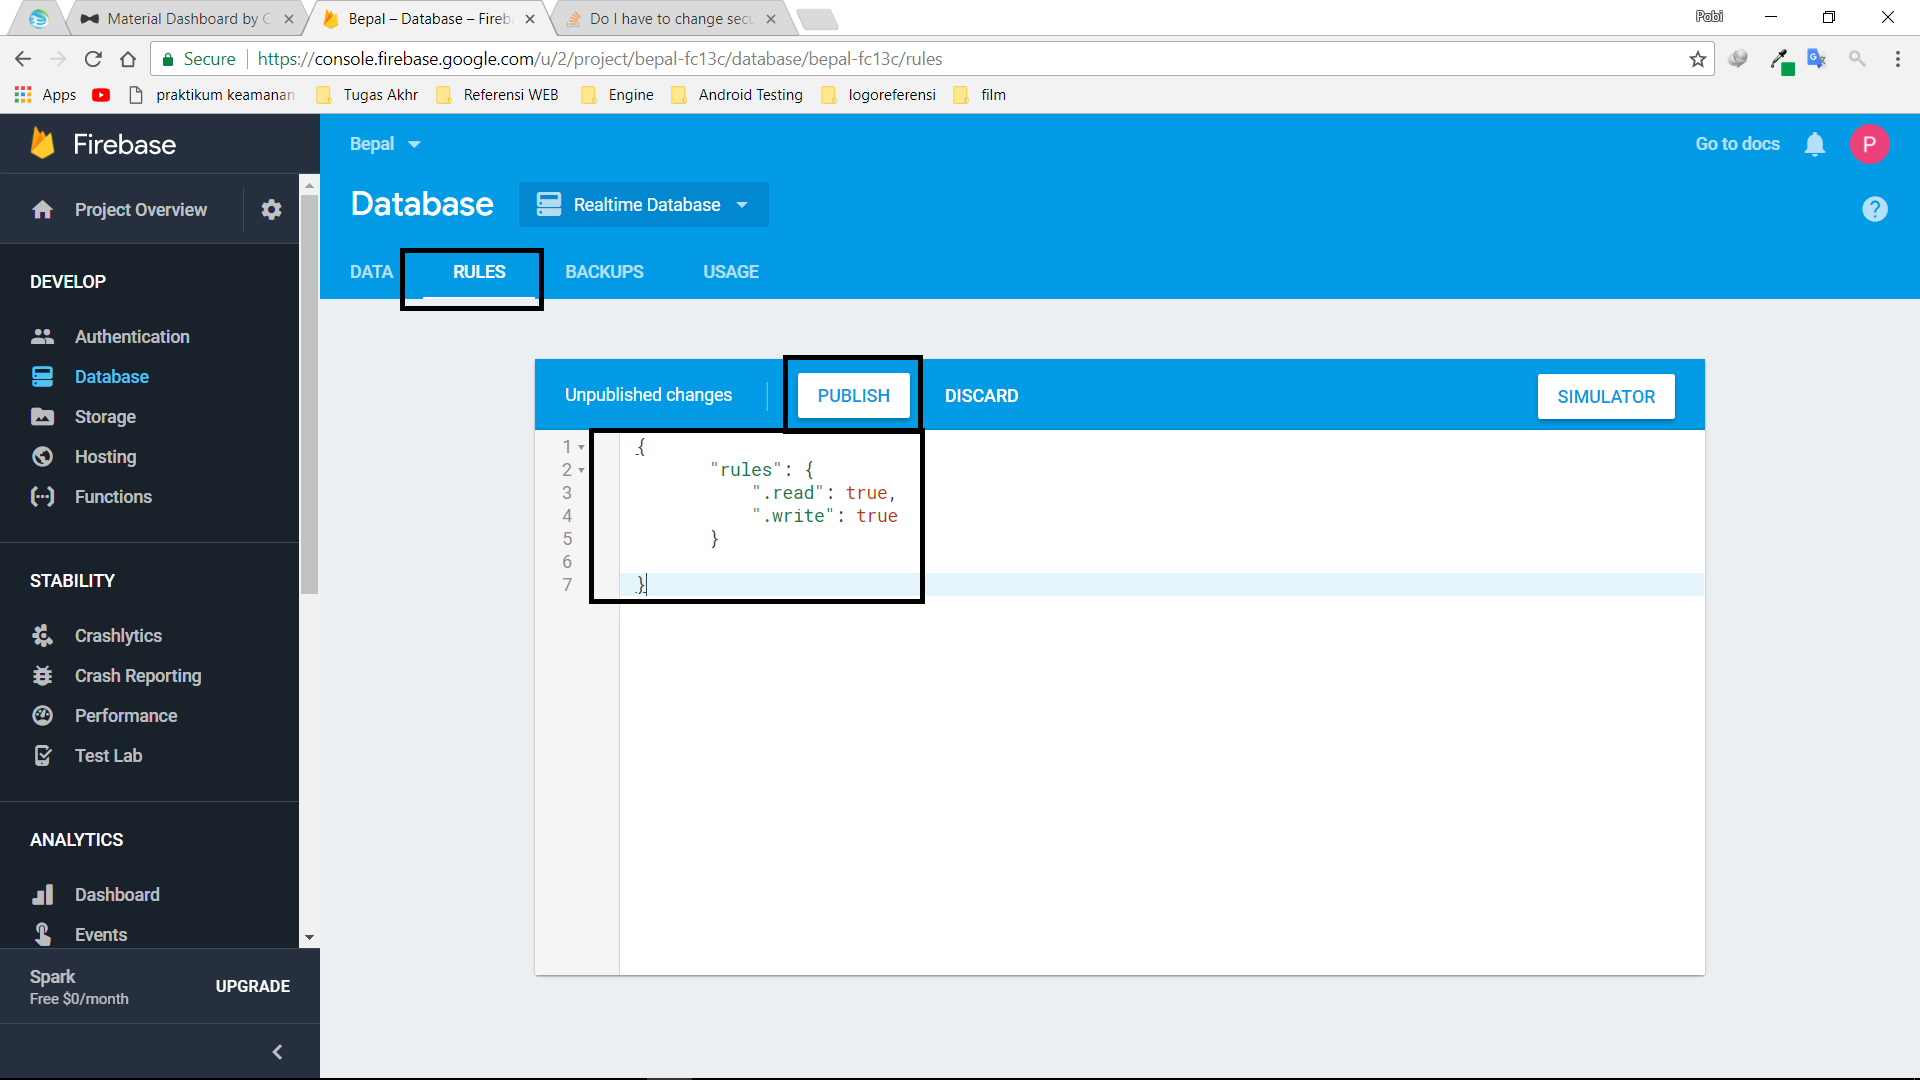 Material Dashboard by C
Bepal – Database – Fireb
Do I have to change secu
Pobi
Secure
https://console.firebase.google.com/u/2/project/bepal-fc13c/database/bepal-fc13c/rules
Apps
praktikum keamanan
Tugas Akhr
Referensi WEB
Engine
Android Testing
logoreferensi
film
Firebase
Project Overview
DEVELOP
Authentication
Database
Storage
Hosting
Functions
STABILITY
Crashlytics
Crash Reporting
Performance
Test Lab
ANALYTICS
Dashboard
Events
Spark
Free $0/month
UPGRADE
Bepal
Go to docs
P
Database
Realtime Database
?
DATA
RULES
BACKUPS
USAGE
Unpublished changes
PUBLISH
DISCARD
SIMULATOR
1 {
2 "rules": {
3 ".read": true,
4 ".write": true
5 }
6
7 }